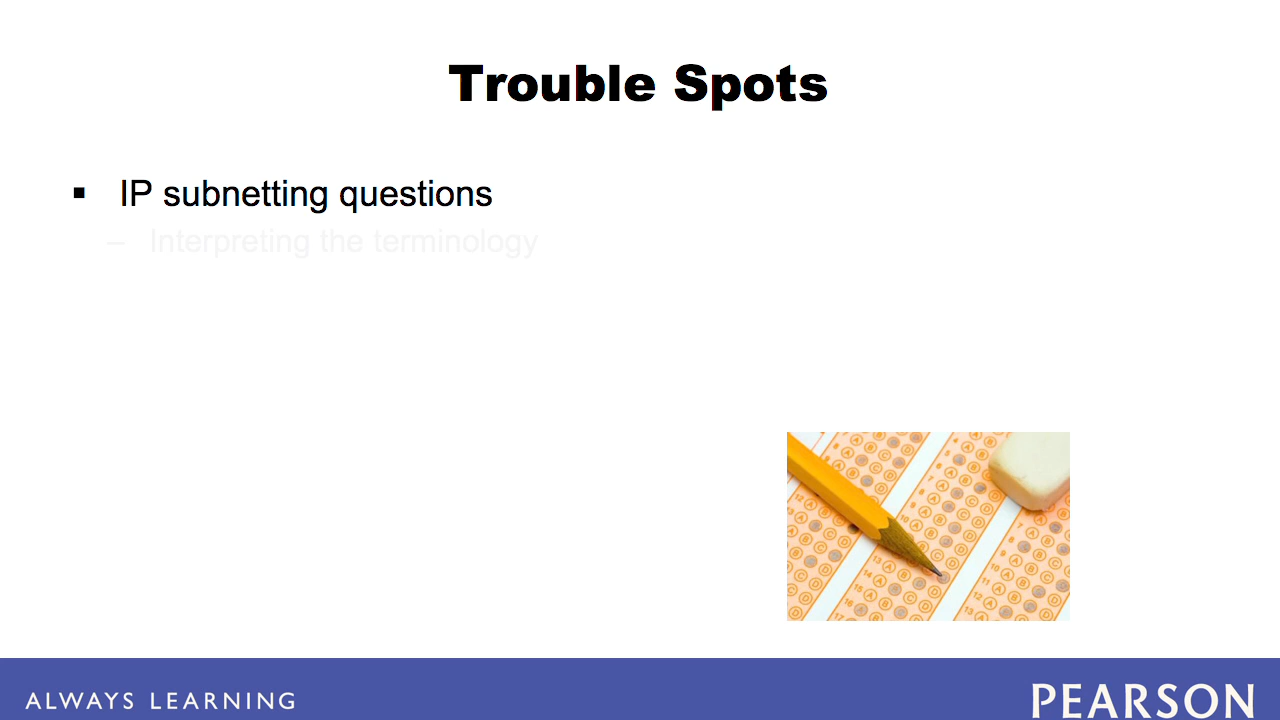 Trouble Spots
▪ IP subnetting questions
– Interpreting the terminology
ALWAYS LEARNING
PEARSON